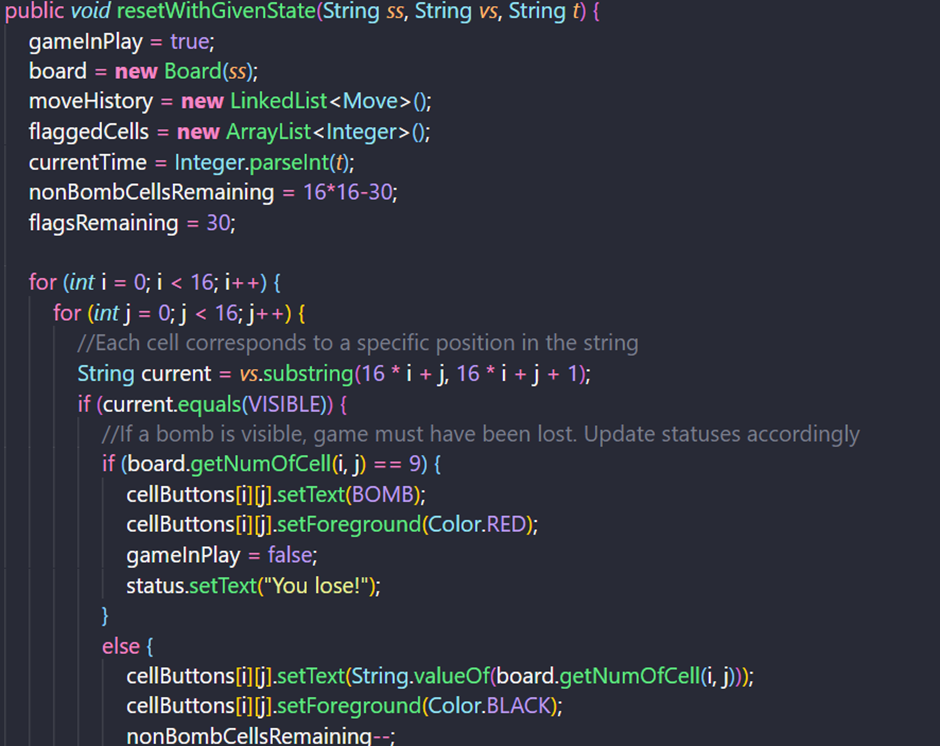 public void resetWithGivenState(String ss, String vs, String t) {
gameInPlay = true;
board = new Board(ss);
moveHistory = new LinkedList<Move>();
flaggedCells = new ArrayList<Integer>();
currentTime = Integer.parseInt(t);
nonBombCellsRemaining = 16*16-30;
flagsRemaining = 30;
for (int i = 0; i < 16; i++) {
for (int j = 0; j < 16; j++) {
//Each cell corresponds to a specific position in the string
String current = vs.substring(16 * i + j, 16 * i + j + 1);
if (current.equals(VISIBLE)) {
//If a bomb is visible, game must have been lost. Update statuses accordingly
if (board.getNumOfCell(i, j) == 9) {
cellButtons[i][j].setText(BOMB);
cellButtons[i][j].setForeground(Color.RED);
gameInPlay = false;
status.setText("You lose!");
}
else {
cellButtons[i][j].setText(String.valueOf(board.getNumOfCell(i, j)));
cellButtons[i][j].setForeground(Color.BLACK);
nonBombCellsRemaining--;